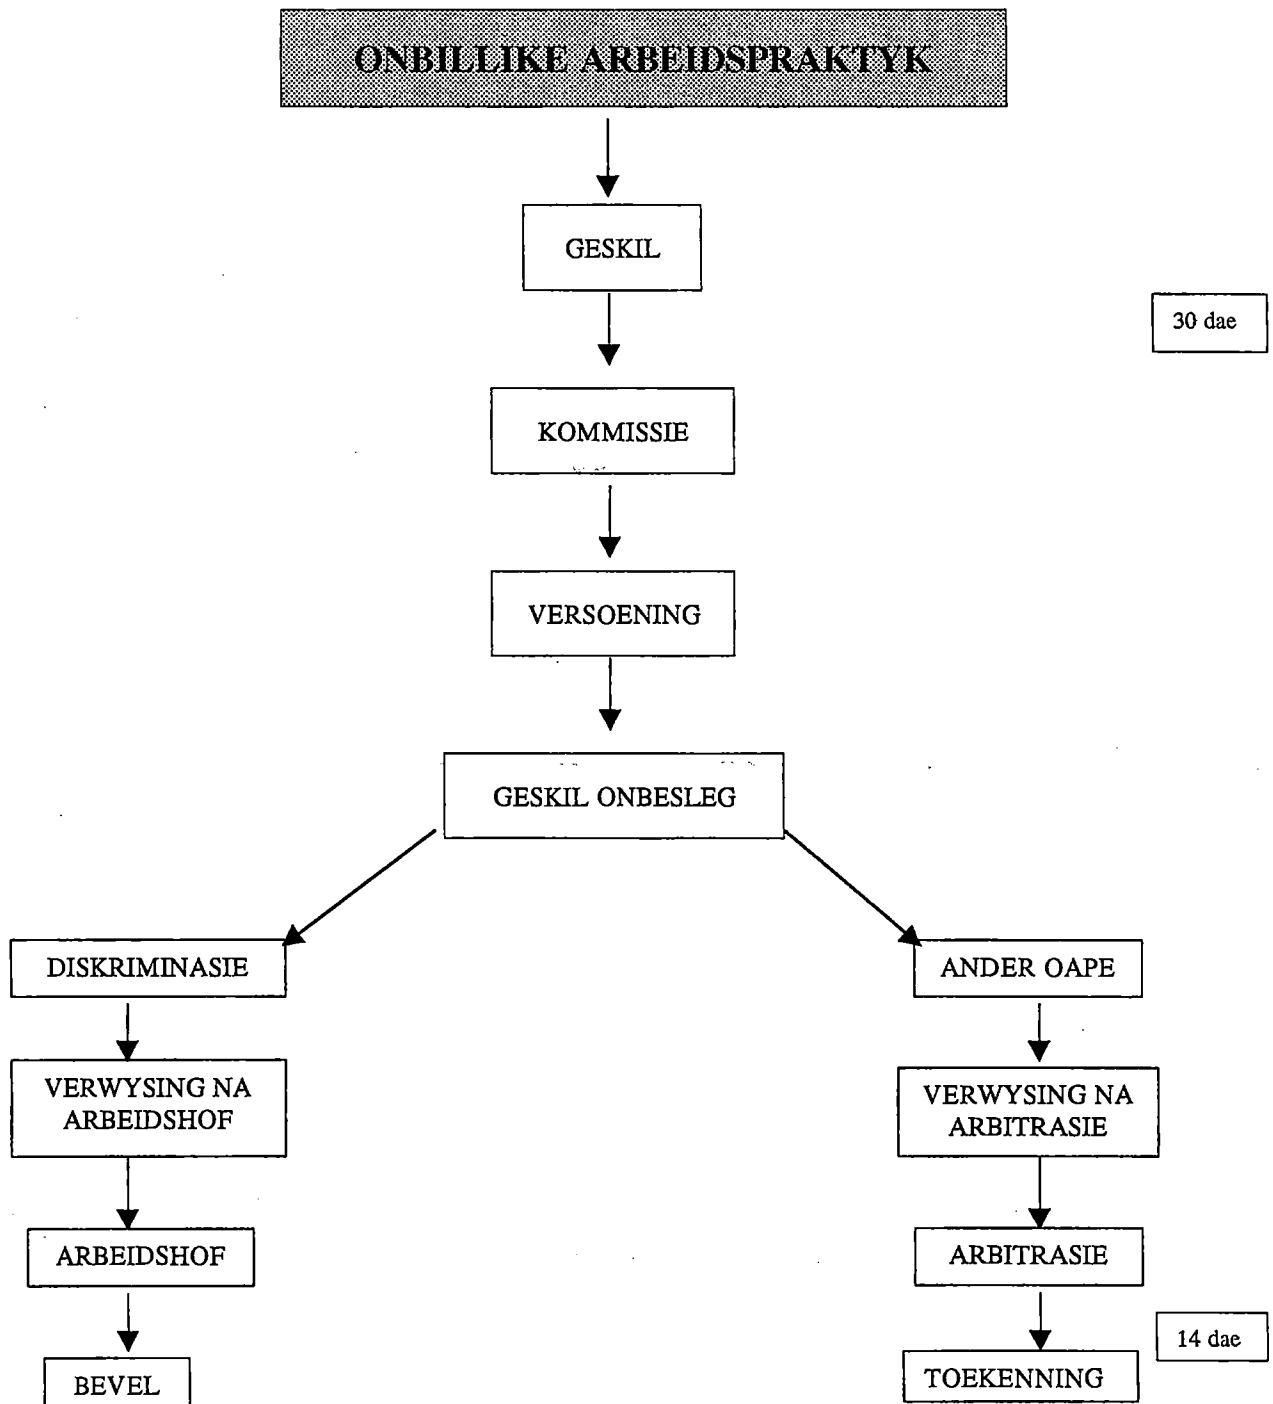 ONBILLIKE ARBEIDSPRAKTYK
GESKIL
30 dae
KOMMISSIE
VERSOENING
GESKIL ONBESLEG
DISKRIMINASIE
ANDER OAPE
VERWYSING NA
ARBEIDSHOF
VERWYSING NA
ARBITRASIE
ARBEIDSHOF
ARBITRASIE
14 dae
BEVEL
TOEKENNING